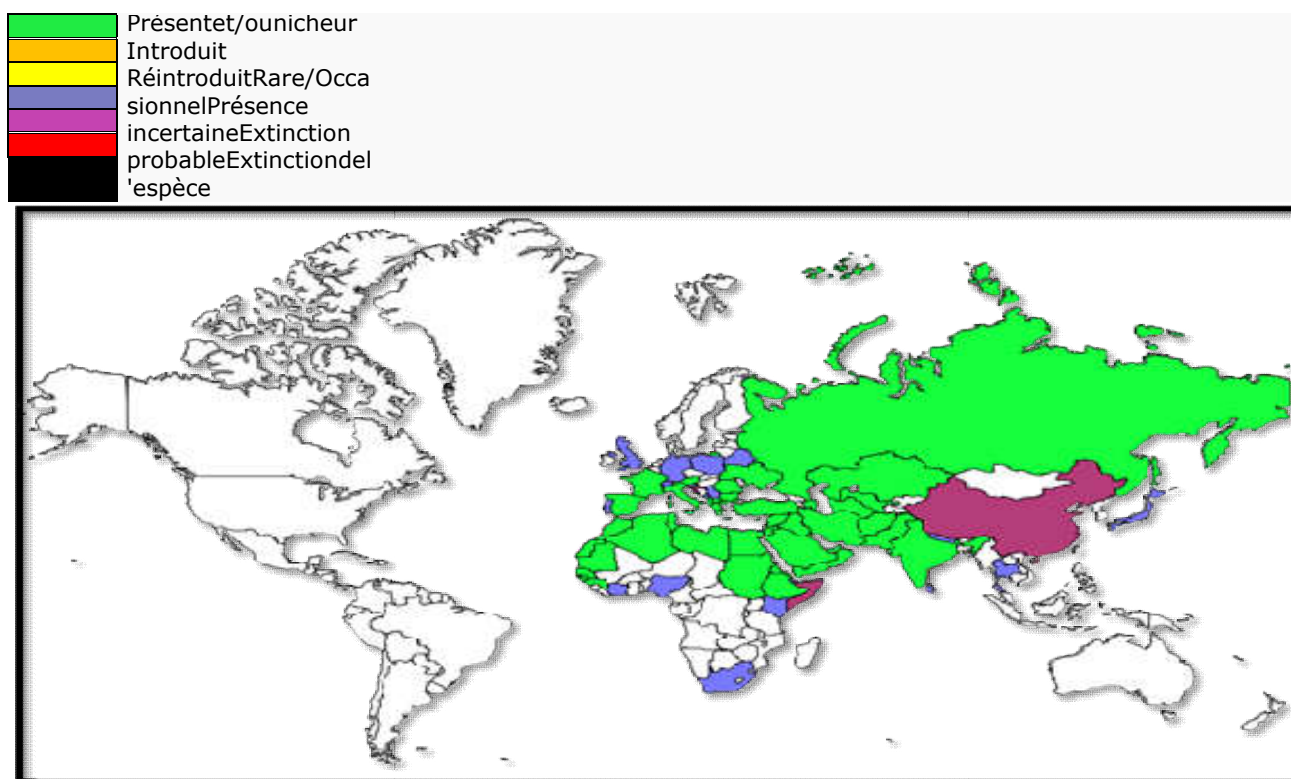 Présentet/ounicheur
Introduit
RéintroduitRare/Occa
sionnelPrésence
incertaineExtinction
probableExtinctiondel
'espèce